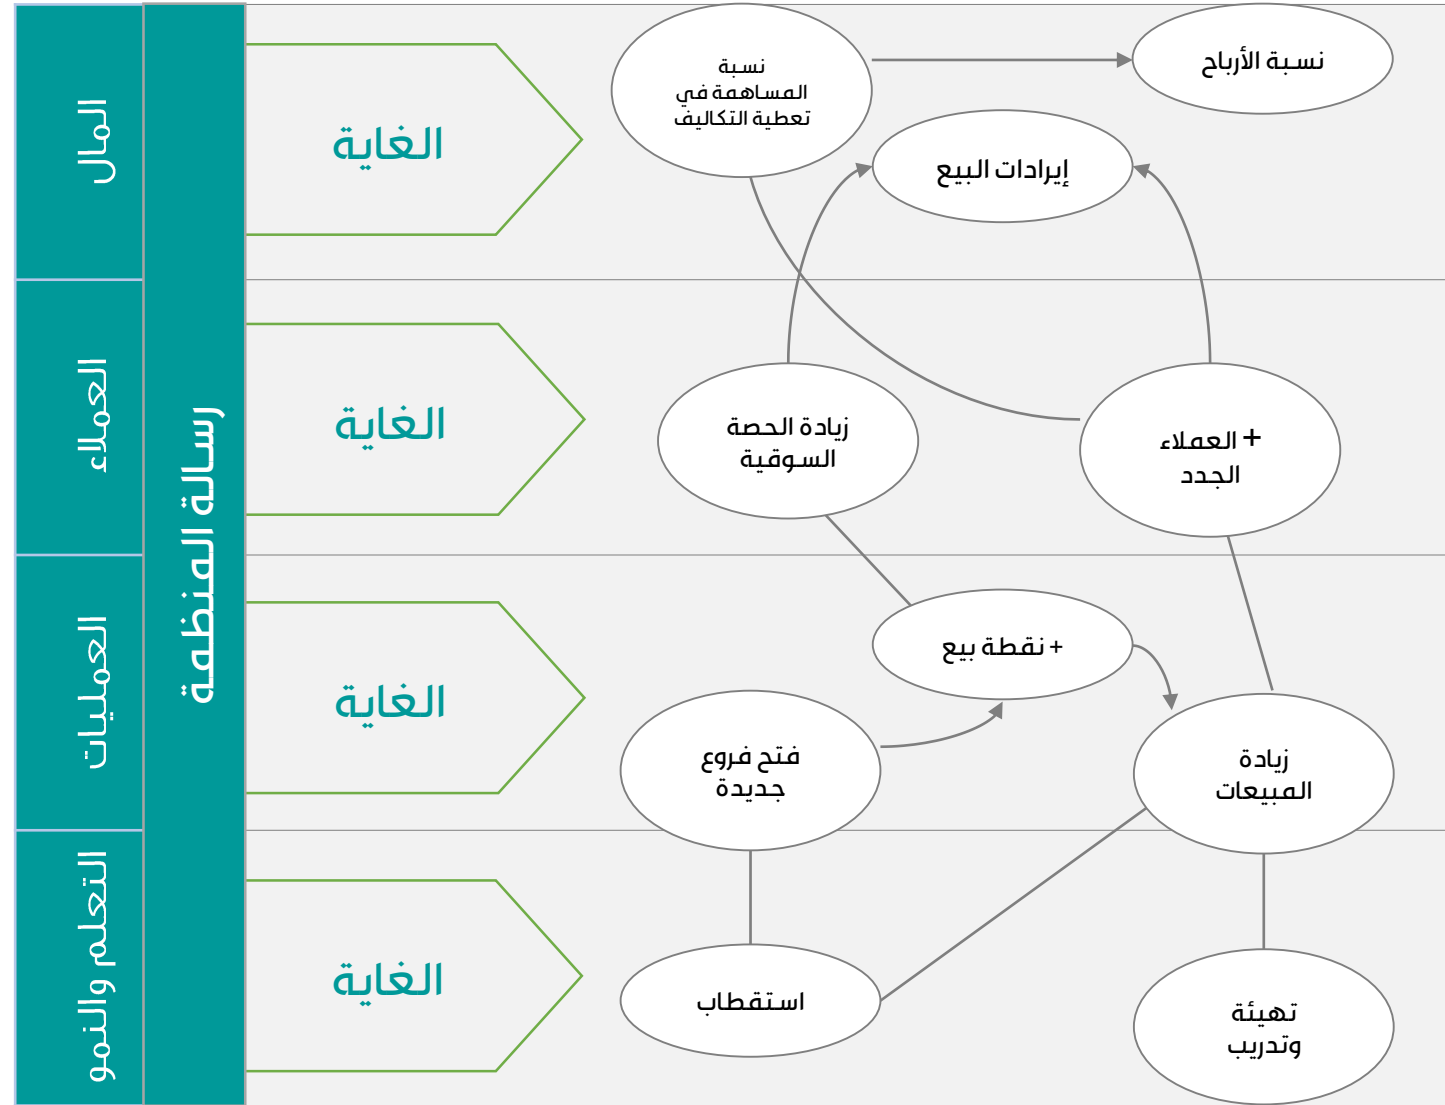 رسالة المنظمة
المال
الغاية
نسبة
المساهمة في
تعطية التكاليف
نسبة الأرباح
إيرادات البيع
العملاء
الغاية
زيادة الحصة
السوقية
+ العملاء
الجدد
العمليات
الغاية
+ نقطة بيع
فتح فروع
جديدة
زيادة
المبيعات
التعلم والنمو
الغاية
استقطاب
تهيئة
وتدريب